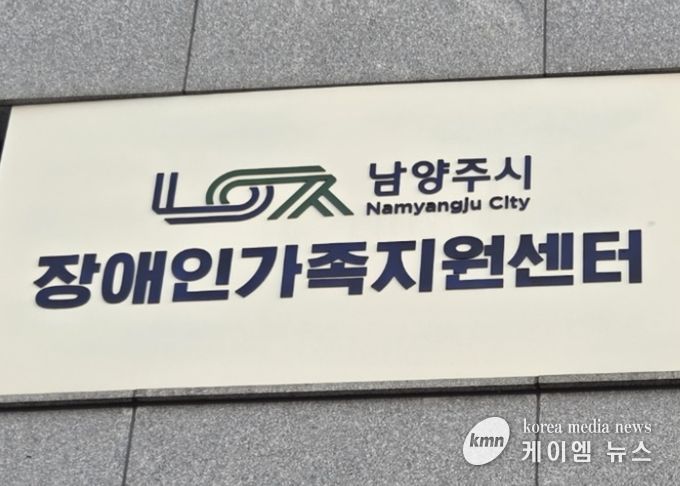 남양주시
Namyangju City
장애인가족지원센터
kmn korea media news
케이엠 뉴스